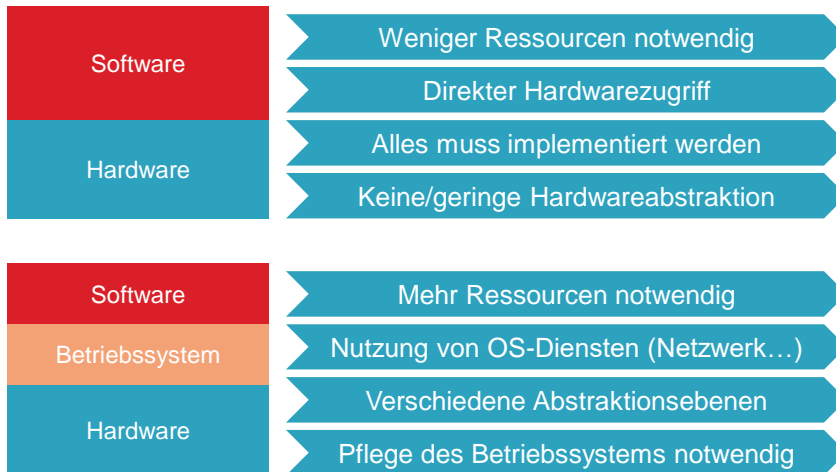 Software
Weniger Ressourcen notwendig
Direkter Hardwarezugriff
Hardware
Alles muss implementiert werden
Keine/geringe Hardwareabstraktion
Software
Mehr Ressourcen notwendig
Betriebssystem
Nutzung von OS-Diensten (Netzwerk…)
Hardware
Verschiedene Abstraktionsebenen
Pflege des Betriebssystems notwendig